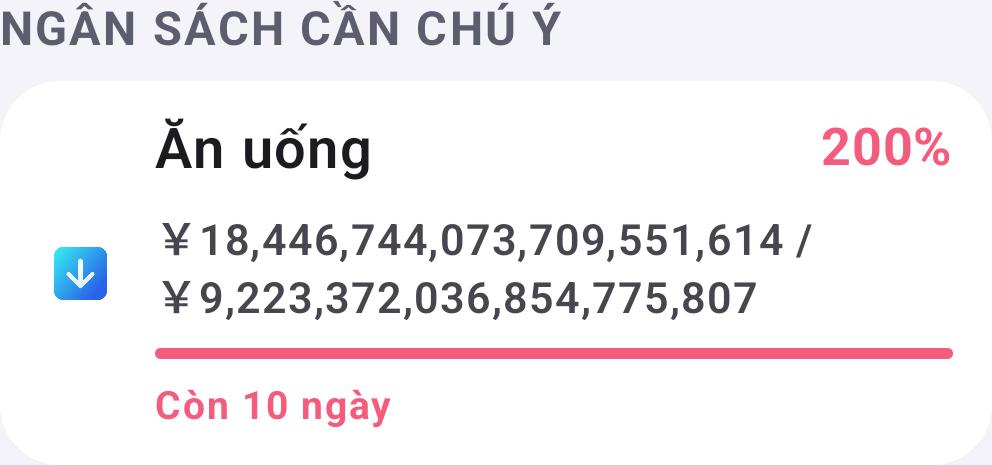 NGÂN SÁCH CẦN CHÚ Ý
Ăn uống
200%
￥18,446,744,073,709,551,614 /
￥9,223,372,036,854,775,807
Còn 10 ngày